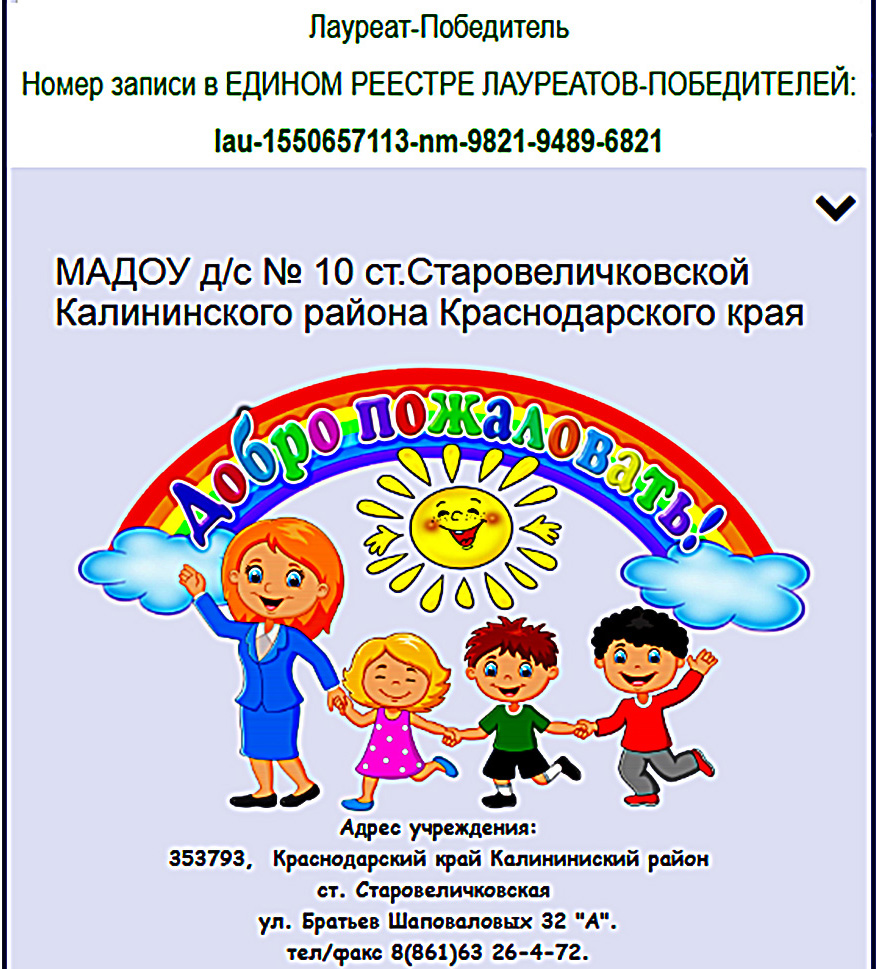 Лауреат-Победитель
Номер записи в ЕДИНОМ РЕЕСТРЕ ЛАУРЕАТОВ-ПОБЕДИТЕЛЕЙ:
lau-1550657113-nm-9821-9489-6821
МАДОУ д/с № 10 ст.Старовеличковской
Калининского района Краснодарского края
Добро пожаловать!
Адрес учреждения:
353793, Краснодарский край Калининиский район
ст. Старовеличковская
ул. Братьев Шаповаловых 32 "А".
тел/факс 8(861)63 26-4-72.